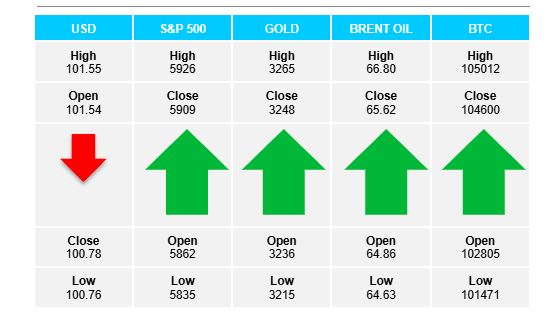 USD S&P 500 GOLD BRENT OIL BTC
High High High High High
101.55 5926 3265 66.80 105012
Open Close Close Close Close
101.54 5909 3248 65.62 104600
Close Open Open Open Open
100.78 5862 3236 64.86 102805
Low Low Low Low Low
100.76 5835 3215 64.63 101471